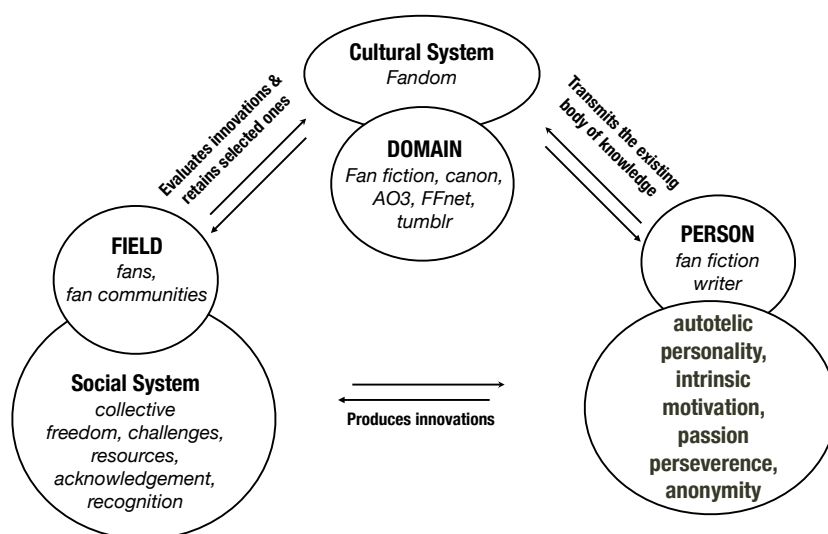 Cultural System
Fandom
DOMAIN
Fan fiction, canon,
AO3, FFnet,
tumblr
Evaluates innovations &
retains selected ones
Transmits the existing
body of knowledge
FIELD
fans,
fan communities
Social System
collective
freedom, challenges,
resources,
acknowledgement,
recognition
PERSON
fan fiction
writer
autotelic
personality,
intrinsic
motivation,
passion
perseverence,
anonymity
Produces innovations